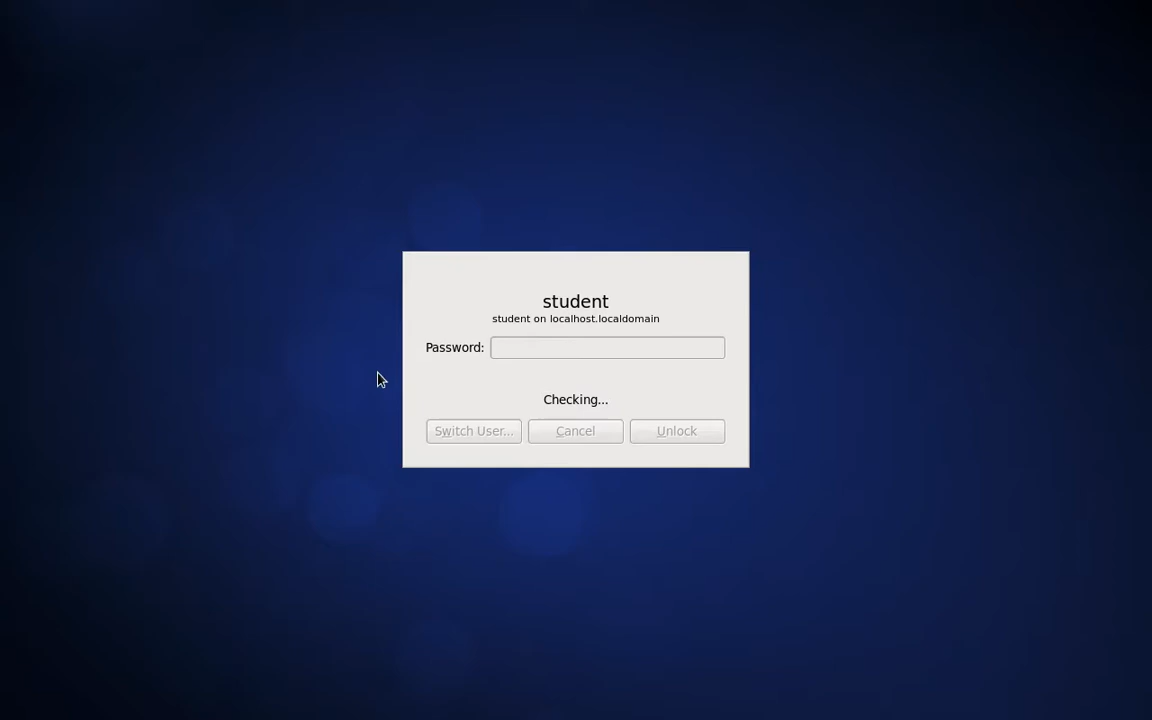 student
student on localhost.localdomain
Password:
Checking...
Switch User... Cancel Unlock